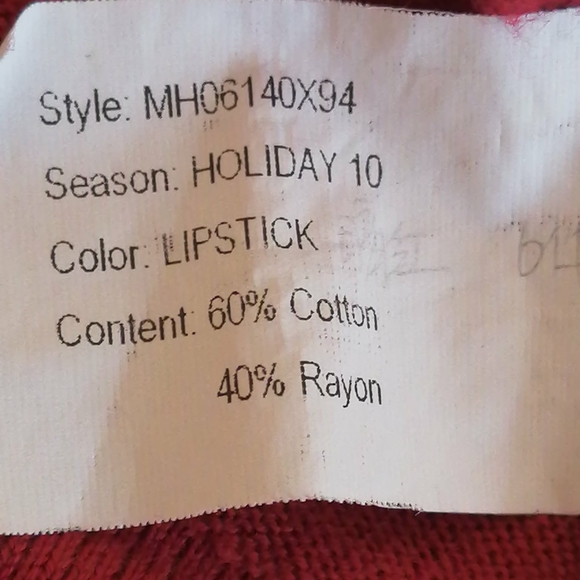 Style: MH06140X94
Season: HOLIDAY 10
Color: LIPSTICK
Content: 60% Cotton
40% Rayon